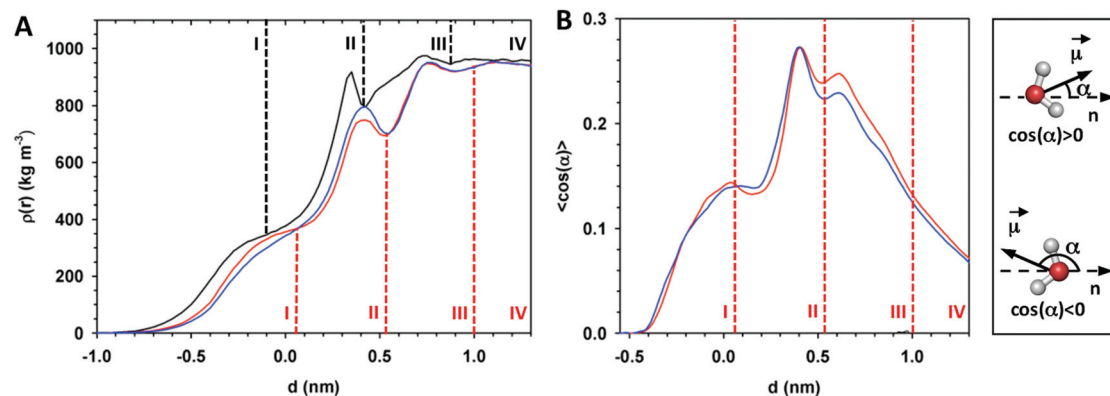 A
ρ(r) (kg m⁻³)
1000
800
600
400
200
0
I
II
III
IV
I
II
III
IV
-1.0
-0.5
0.0
0.5
1.0
d (nm)
B
<cos(α)>
0.3
0.2
0.1
0.0
I
II
III
IV
-0.5
0.0
0.5
1.0
d (nm)
μ
α
n
cos(α)>0
μ
α
n
cos(α)<0